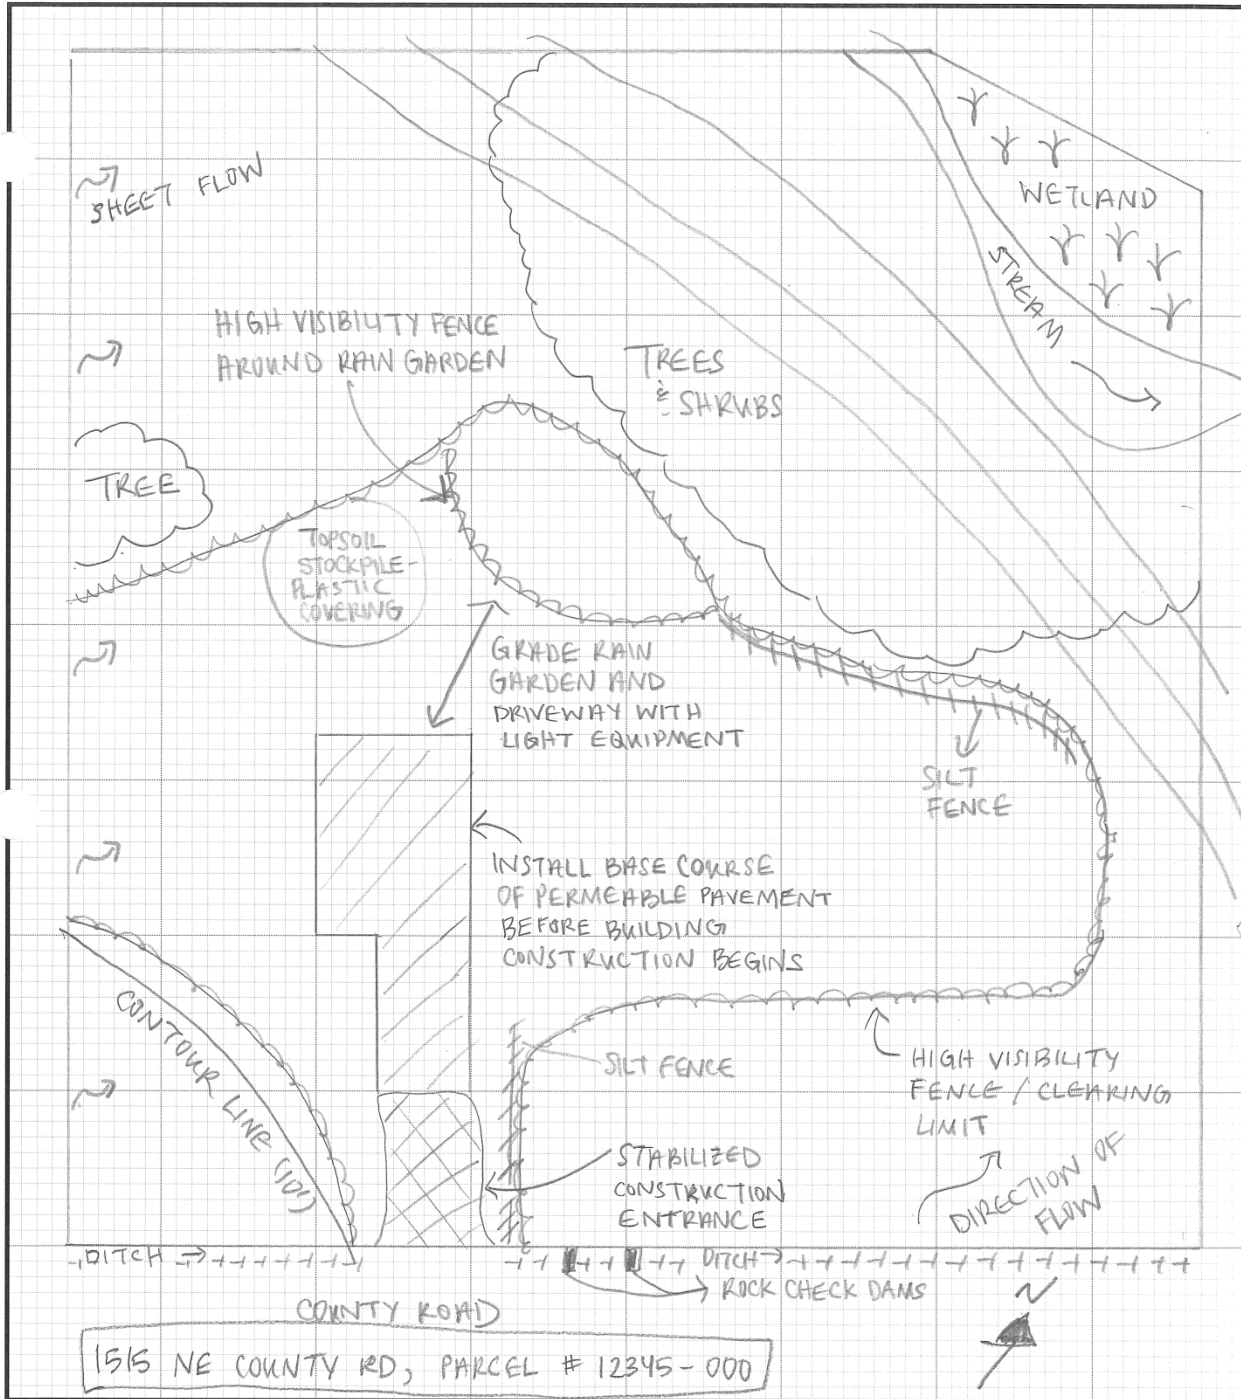 SHEET FLOW
WETLAND
STREAM
HIGH VISIBILITY FENCE
AROUND RAIN GARDEN
TREES
& SHRUBS
TREE
TOPSOIL
STOCKPILE-
PLASTIC
COVERING
GRADE RAIN
GARDEN AND
DRIVEWAY WITH
LIGHT EQUIPMENT
SILT
FENCE
INSTALL BASE COURSE
OF PERMEABLE PAVEMENT
BEFORE BUILDING
CONSTRUCTION BEGINS
CONTOUR LINE (10')
SILT FENCE
HIGH VISIBILITY
FENCE / CLEARING
LIMIT
STABILIZED
CONSTRUCTION
ENTRANCE
DIRECTION OF
FLOW
DITCH →
DITCH →
ROCK CHECK DAMS
N
COUNTY ROAD
1515 NE COUNTY RD, PARCEL # 12345-000